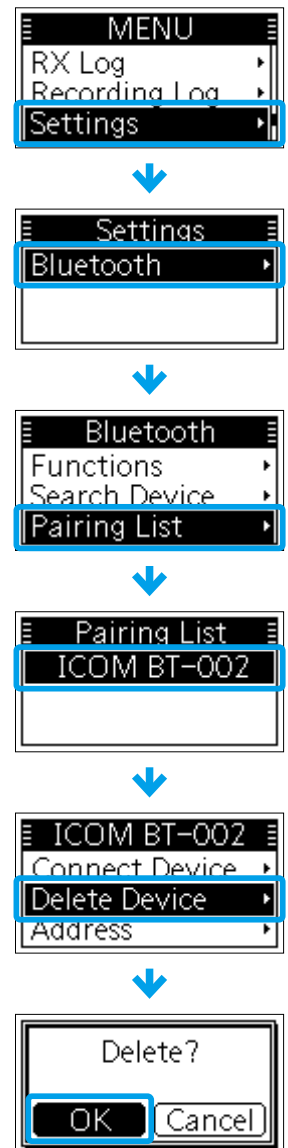 MENU
RX Log
Recording Log
Settings
Settings
Bluetooth
Bluetooth
Functions
Search Device
Pairing List
Pairing List
ICOM BT-002
ICOM BT-002
Connect Device
Delete Device
Address
Delete?
OK Cancel